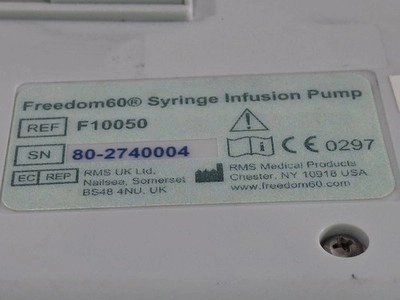 Freedom60® Syringe Infusion Pump
REF F10050
SN 80-2740004
CE 0297
EC REP RMS UK Ltd.
Nailsea, Somerset
BS48 4NU, UK
RMS Medical Products
Chester, NY 10918 USA
www.freedom60.com